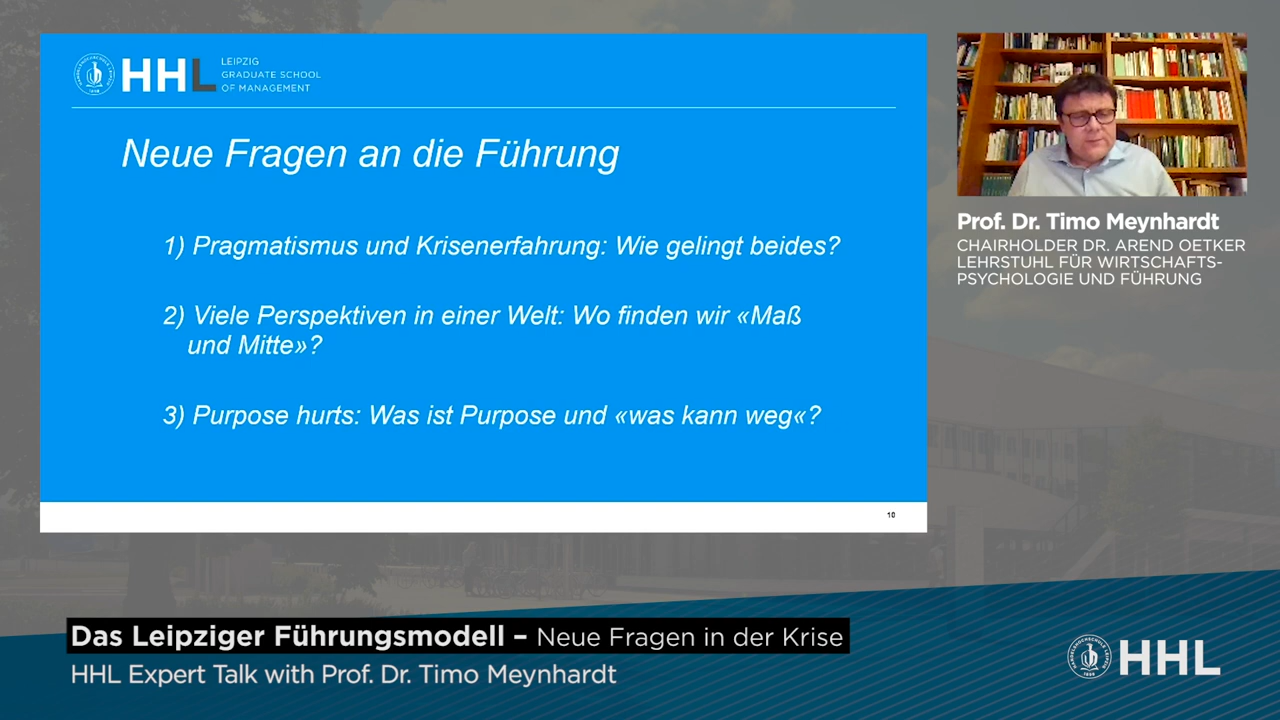 HHL
LEIPZIG
GRADUATE SCHOOL
OF MANAGEMENT
Neue Fragen an die Führung
1) Pragmatismus und Krisenerfahrung: Wie gelingt beides?
2) Viele Perspektiven in einer Welt: Wo finden wir «Maß
und Mitte»?
3) Purpose hurts: Was ist Purpose und «was kann weg«?
10
Prof. Dr. Timo Meynhardt
CHAIRHOLDER DR. AREND OETKER
LEHRSTUHL FÜR WIRTSCHAFTS-
PSYCHOLOGIE UND FÜHRUNG
Das Leipziger Führungsmodell – Neue Fragen in der Krise
HHL Expert Talk with Prof. Dr. Timo Meynhardt
HHL